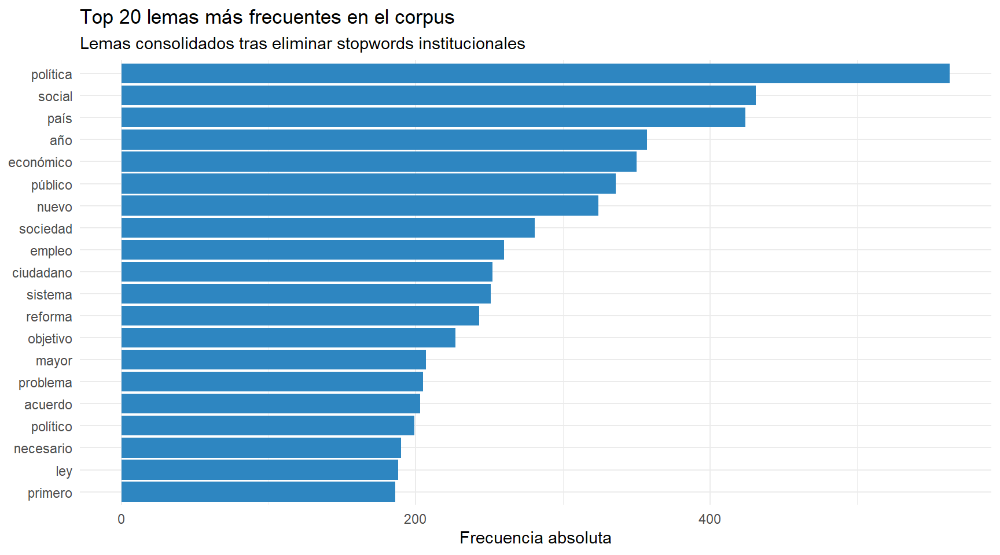 Top 20 lemas más frecuentes en el corpus
Lemas consolidados tras eliminar stopwords institucionales
política
social
país
año
económico
público
nuevo
sociedad
empleo
ciudadano
sistema
reforma
objetivo
mayor
problema
acuerdo
político
necesario
ley
primero
0 200 400
Frecuencia absoluta